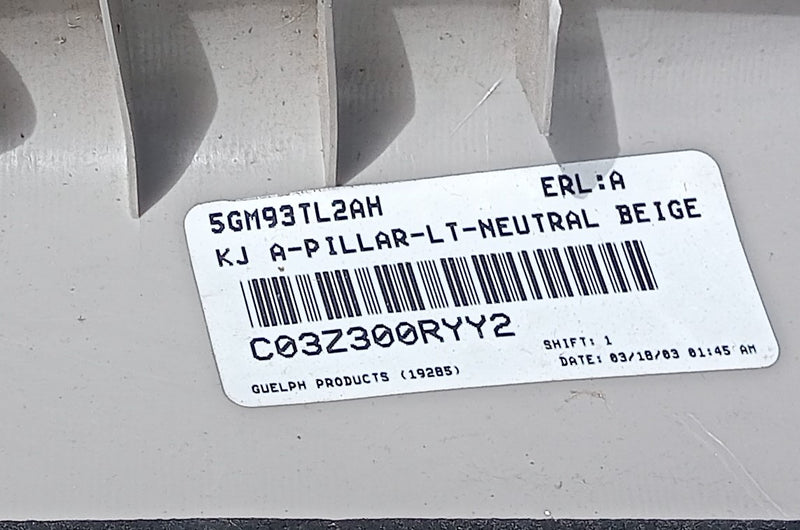 5GM93TL2AH ERL:A
KJ A-PILLAR-LT-NEUTRAL BEIGE
C03Z300RYY2
SHIFT: 1
GUELPH PRODUCTS (19285) DATE: 03/18/03 01:45 AM